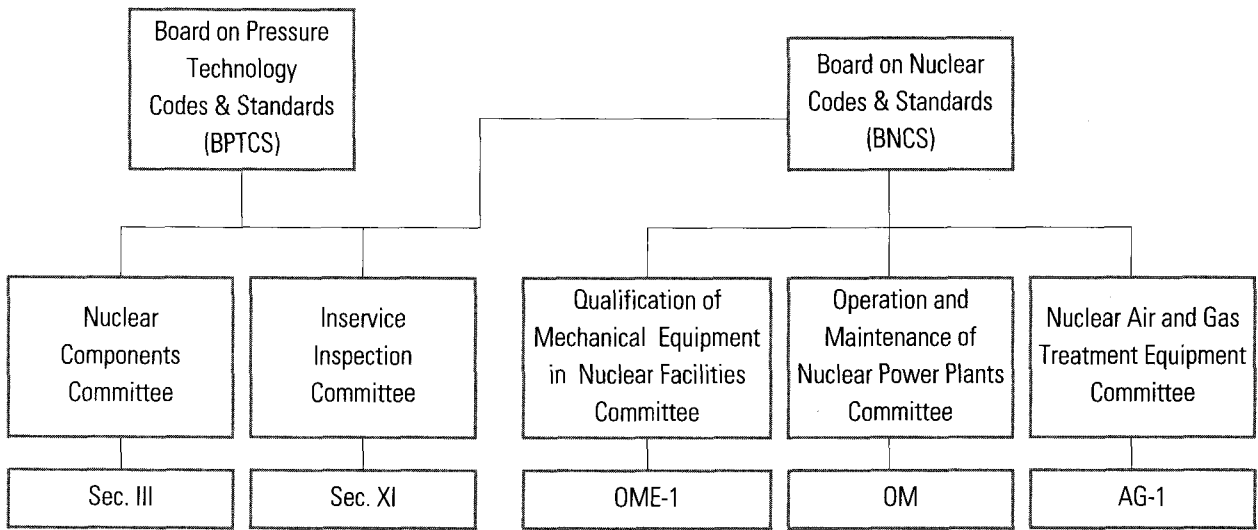 Board on Pressure
Technology
Codes & Standards
(BPTCS)
Board on Nuclear
Codes & Standards
(BNCS)
Nuclear
Components
Committee
Inservice
Inspection
Committee
Qualification of
Mechanical Equipment
in Nuclear Facilities
Committee
Operation and
Maintenance of
Nuclear Power Plants
Committee
Nuclear Air and Gas
Treatment Equipment
Committee
Sec. III
Sec. XI
OME-1
OM
AG-1